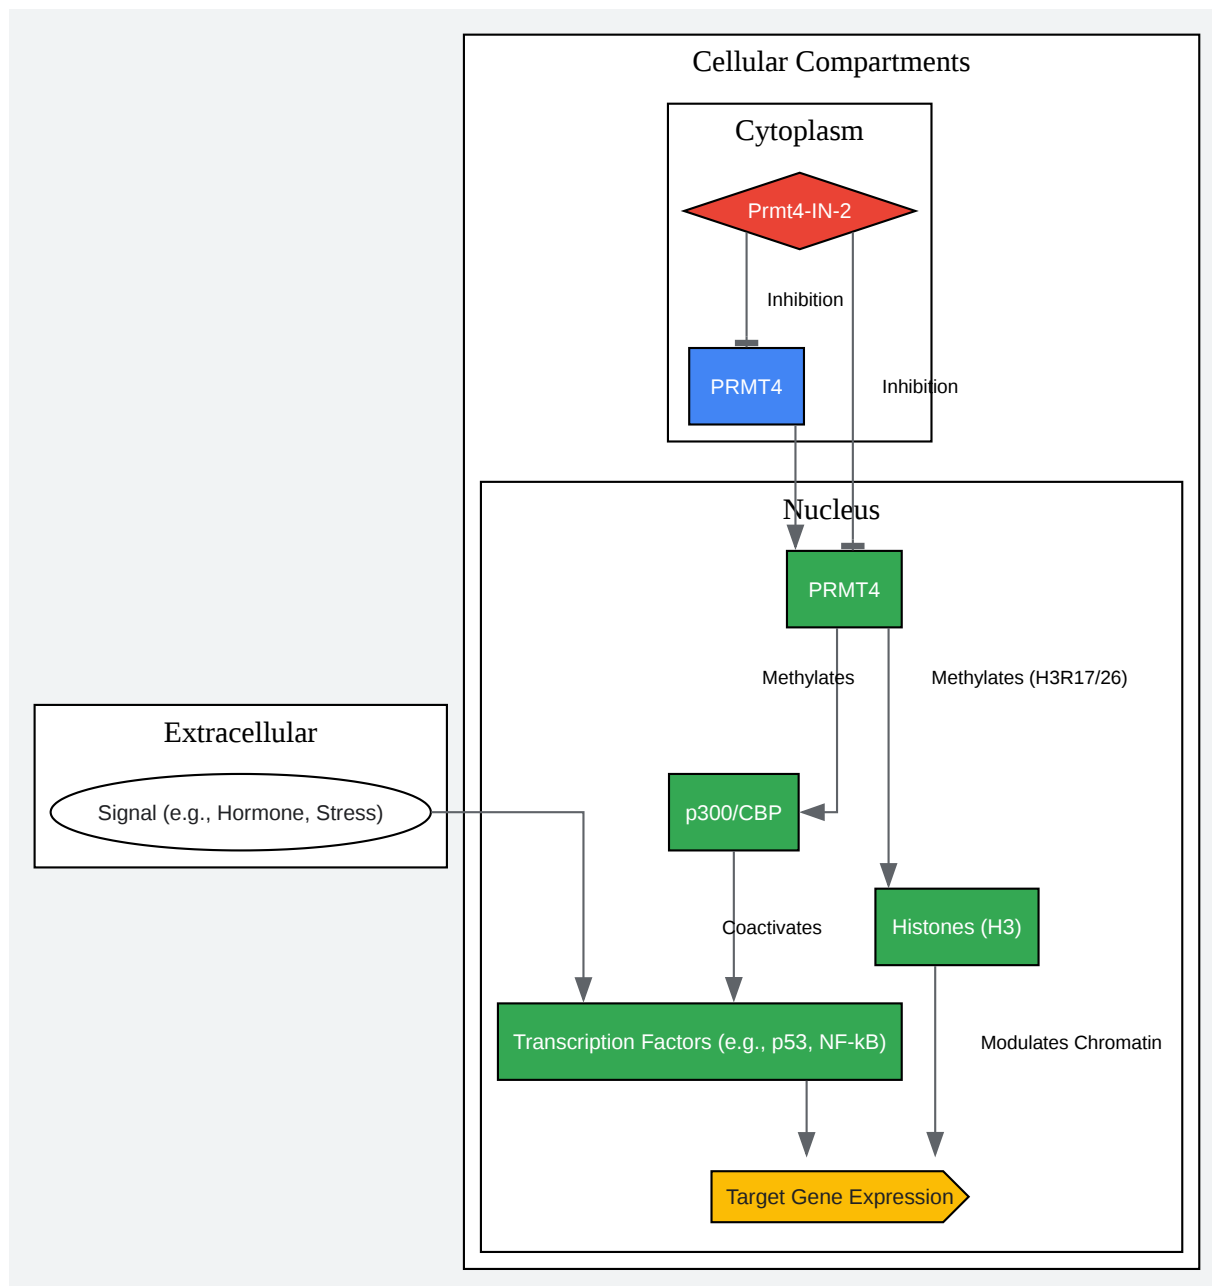 Cellular Compartments
Cytoplasm
Prmt4-IN-2
Inhibition
PRMT4
Inhibition
Nucleus
PRMT4
Methylates
Methylates (H3R17/26)
Extracellular
Signal (e.g., Hormone, Stress)
p300/CBP
Coactivates
Histones (H3)
Transcription Factors (e.g., p53, NF-kB)
Modulates Chromatin
Target Gene Expression